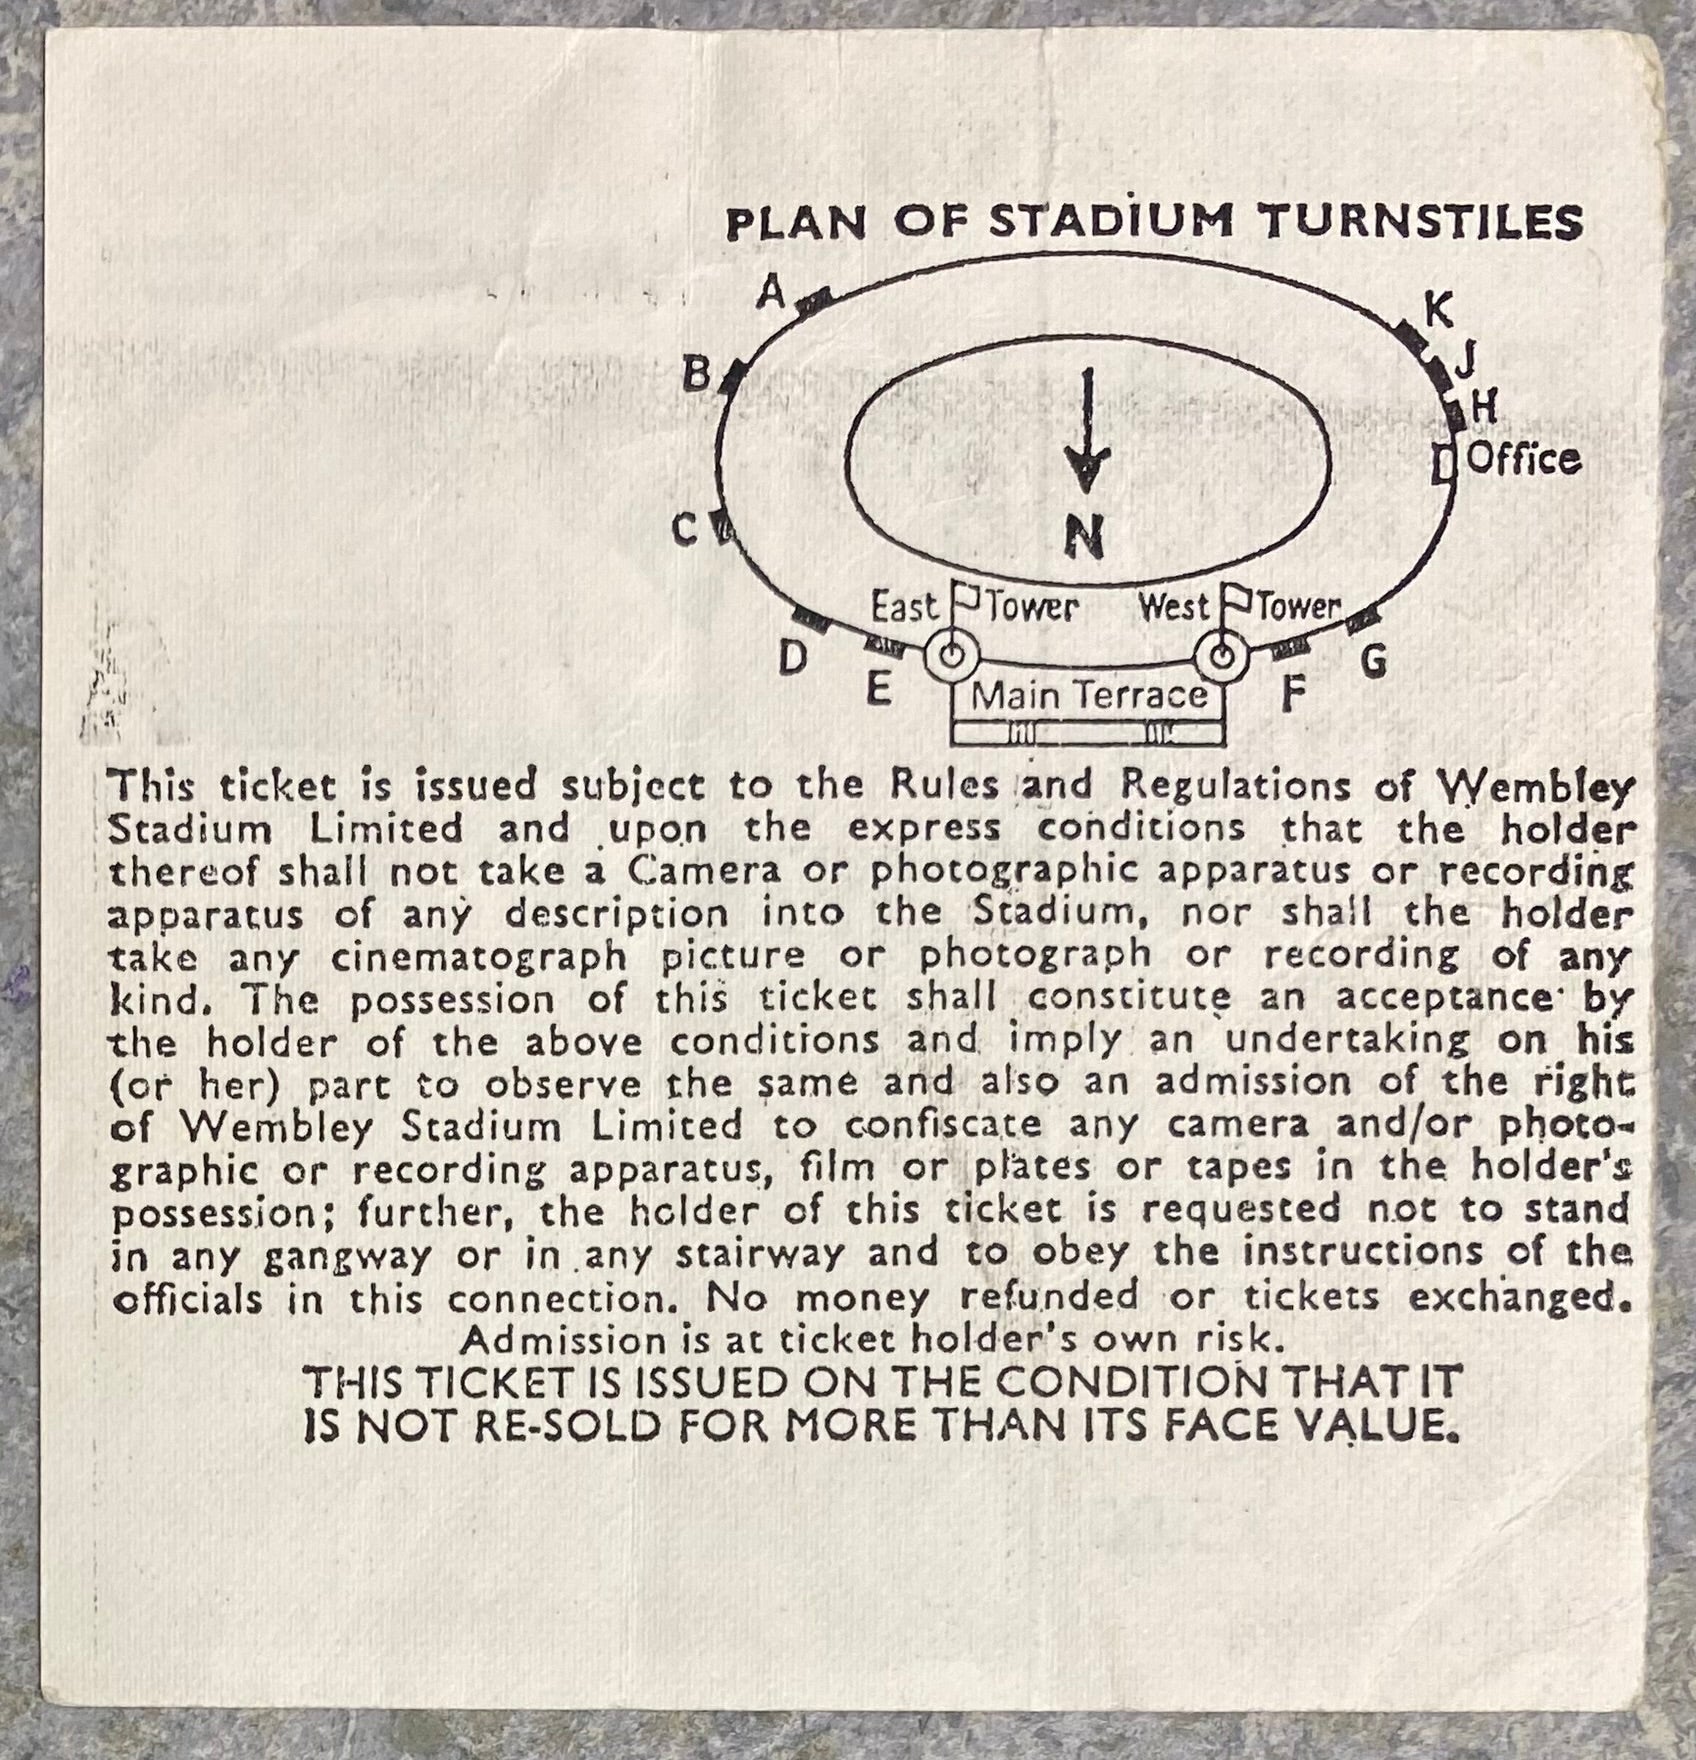 PLAN OF STADIUM TURNSTILES
A
K
B
J
H
Office
C
N
East Tower
West Tower
D
E
F
G
Main Terrace
This ticket is issued subject to the Rules and Regulations of Wembley
Stadium Limited and upon the express conditions that the holder
thereof shall not take a Camera or photographic apparatus or recording
apparatus of any description into the Stadium, nor shall the holder
take any cinematograph picture or photograph or recording of any
kind. The possession of this ticket shall constitute an acceptance by
the holder of the above conditions and imply an undertaking on his
(or her) part to observe the same and also an admission of the right
of Wembley Stadium Limited to confiscate any camera and/or photo-
graphic or recording apparatus, film or plates or tapes in the holder's
possession; further, the holder of this ticket is requested not to stand
in any gangway or in any stairway and to obey the instructions of the
officials in this connection. No money refunded or tickets exchanged.
Admission is at ticket holder's own risk.
THIS TICKET IS ISSUED ON THE CONDITION THAT IT
IS NOT RE-SOLD FOR MORE THAN ITS FACE VALUE.